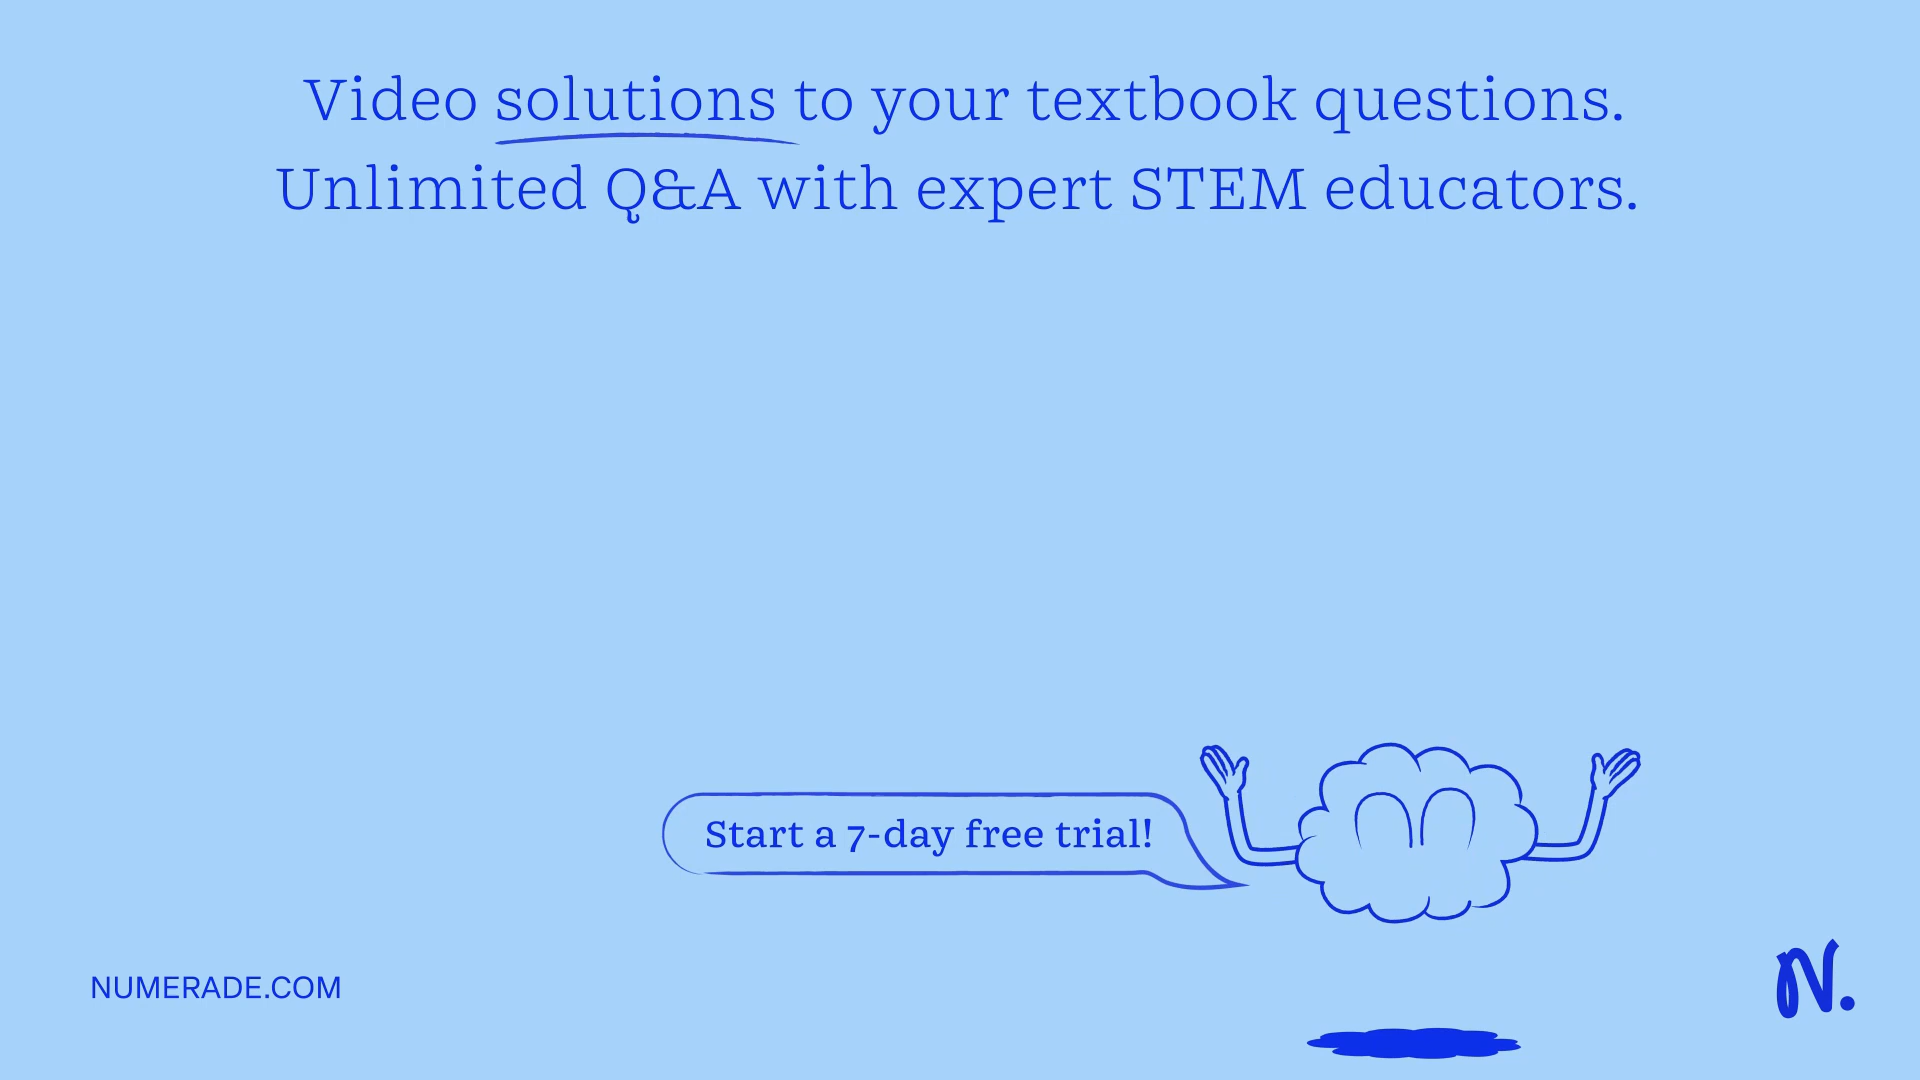 Video solutions to your textbook questions.
Unlimited Q&A with expert STEM educators.
Start a 7-day free trial!
NUMERADE.COM
N.